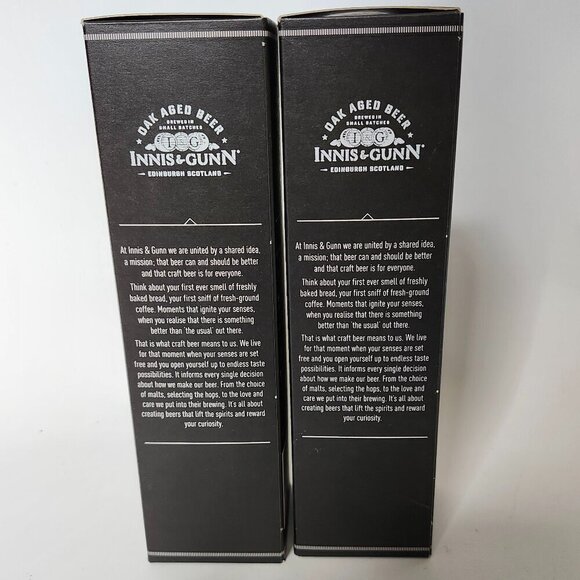 OAK AGED BEER
BREWED IN
SMALL BATCHES
I G
INNIS & GUNN®
EDINBURGH SCOTLAND
At Innis & Gunn we are united by a shared idea,
a mission; that beer can and should be better
and that craft beer is for everyone.
Think about your first ever smell of freshly
baked bread, your first sniff of fresh-ground
coffee. Moments that ignite your senses,
when you realise that there is something
better than 'the usual' out there.
That is what craft beer means to us. We live
for that moment when your senses are set
free and you open yourself up to endless taste
possibilities. It informs every single decision
about how we make our beer. From the choice
of malts, selecting the hops, to the love and
care we put into their brewing. It's all about
creating beers that lift the spirits and reward
your curiosity.
OAK AGED BEER
BREWED IN
SMALL BATCHES
I G
INNIS & GUNN®
EDINBURGH SCOTLAND
At Innis & Gunn we are united by a shared idea,
a mission; that beer can and should be better
and that craft beer is for everyone.
Think about your first ever smell of freshly
baked bread, your first sniff of fresh-ground
coffee. Moments that ignite your senses,
when you realise that there is something
better than 'the usual' out there.
That is what craft beer means to us. We live
for that moment when your senses are set
free and you open yourself up to endless taste
possibilities. It informs every single decision
about how we make our beer. From the choice
of malts, selecting the hops, to the love and
care we put into their brewing. It's all about
creating beers that lift the spirits and reward
your curiosity.